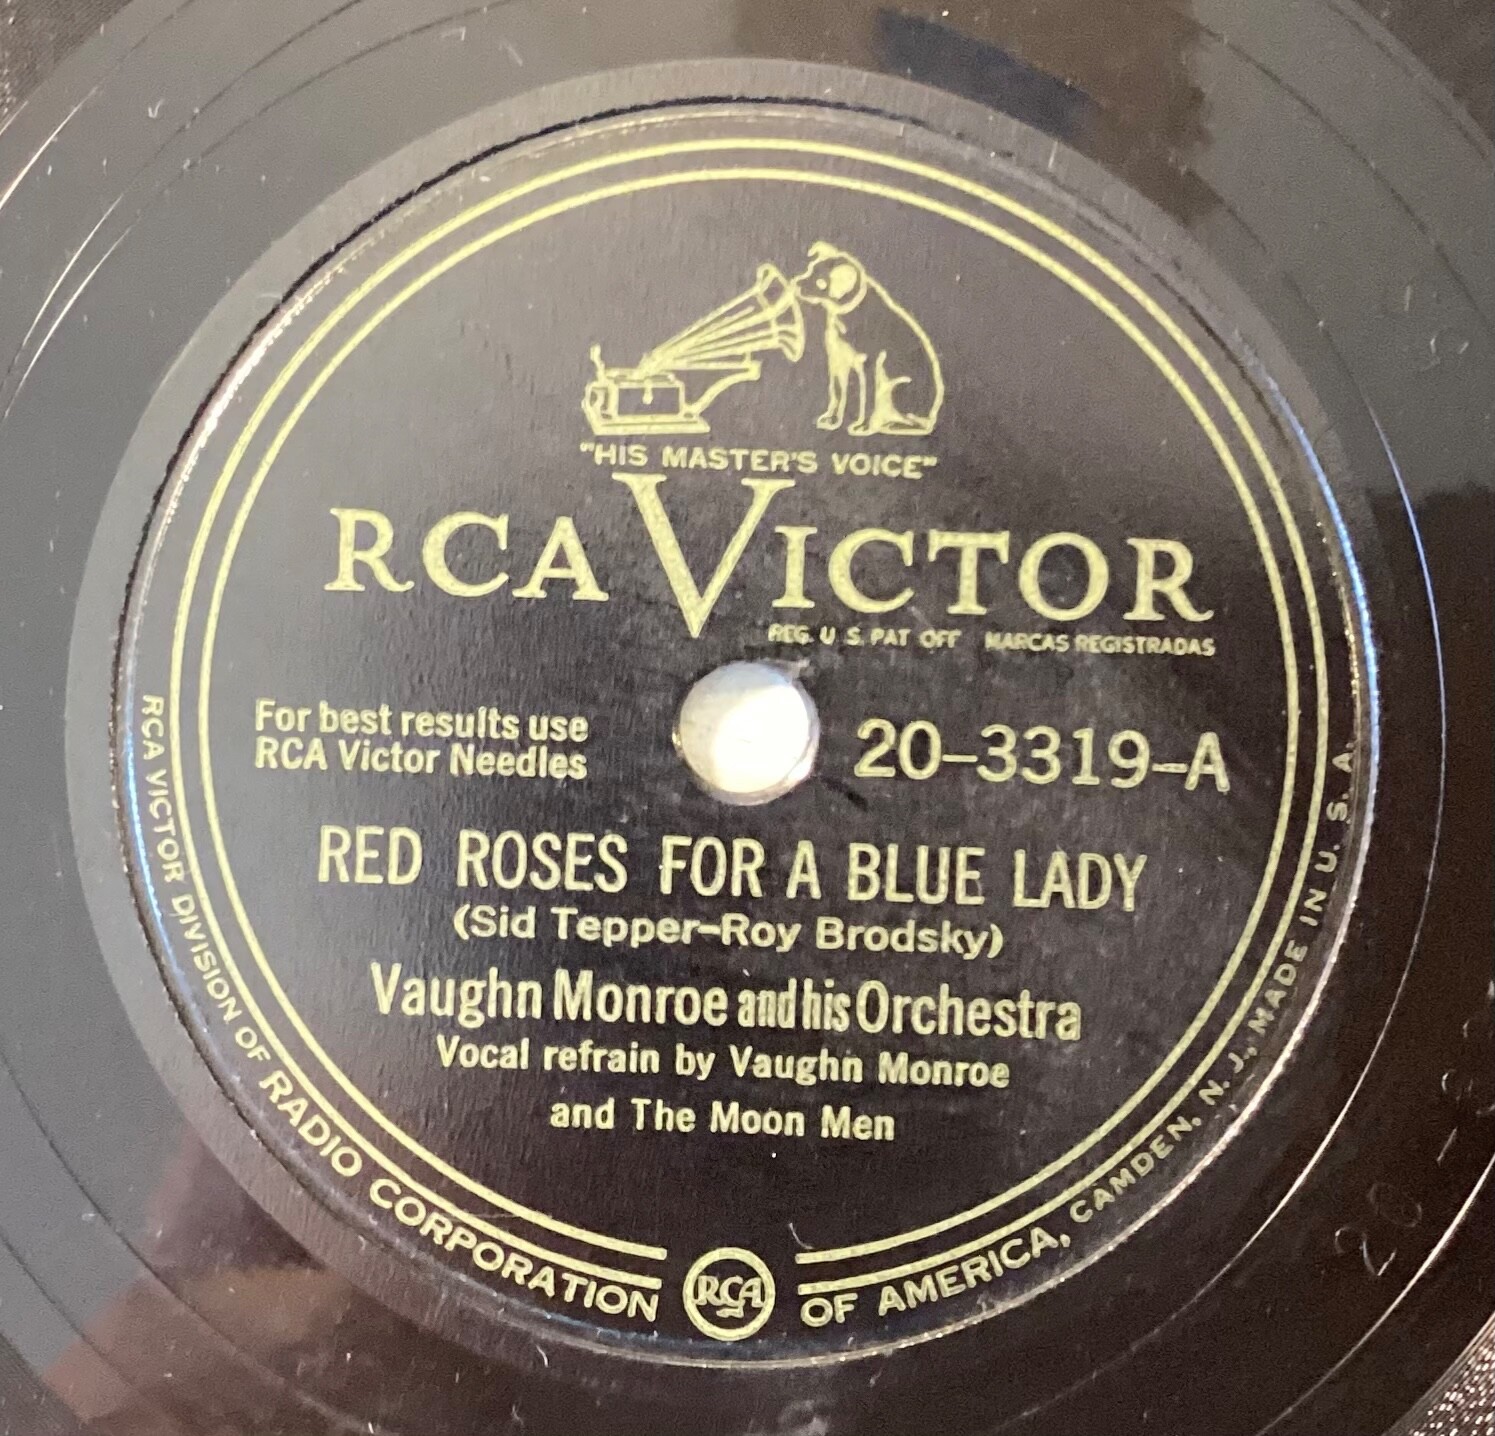 "HIS MASTER'S VOICE"
RCA VICTOR
REG. U. S. PAT. OFF. MARCAS REGISTRADAS
For best results use
RCA Victor Needles
20-3319-A
RED ROSES FOR A BLUE LADY
(Sid Tepper-Roy Brodsky)
Vaughn Monroe and his Orchestra
Vocal refrain by Vaughn Monroe
and The Moon Men
RCA VICTOR DIVISION OF RADIO CORPORATION OF AMERICA, CAMDEN, N. J., MADE IN U. S. A.
RCA